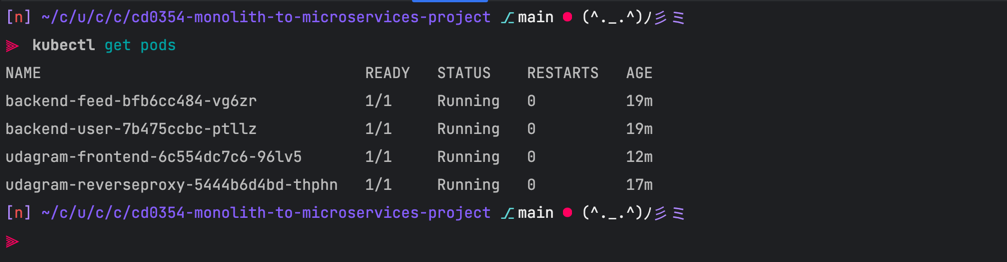 [n] ~/c/u/c/c/cd0354-monolith-to-microservices-project ⎇ main ● (^._.^)ﾉ彡ミ
⫸ kubectl get pods
NAME READY STATUS RESTARTS AGE
backend-feed-bfb6cc484-vg6zr 1/1 Running 0 19m
backend-user-7b475ccbc-ptllz 1/1 Running 0 19m
udagram-frontend-6c554dc7c6-96lv5 1/1 Running 0 12m
udagram-reverseproxy-5444b6d4bd-thphn 1/1 Running 0 17m
[n] ~/c/u/c/c/cd0354-monolith-to-microservices-project ⎇ main ● (^._.^)ﾉ彡ミ
⫸